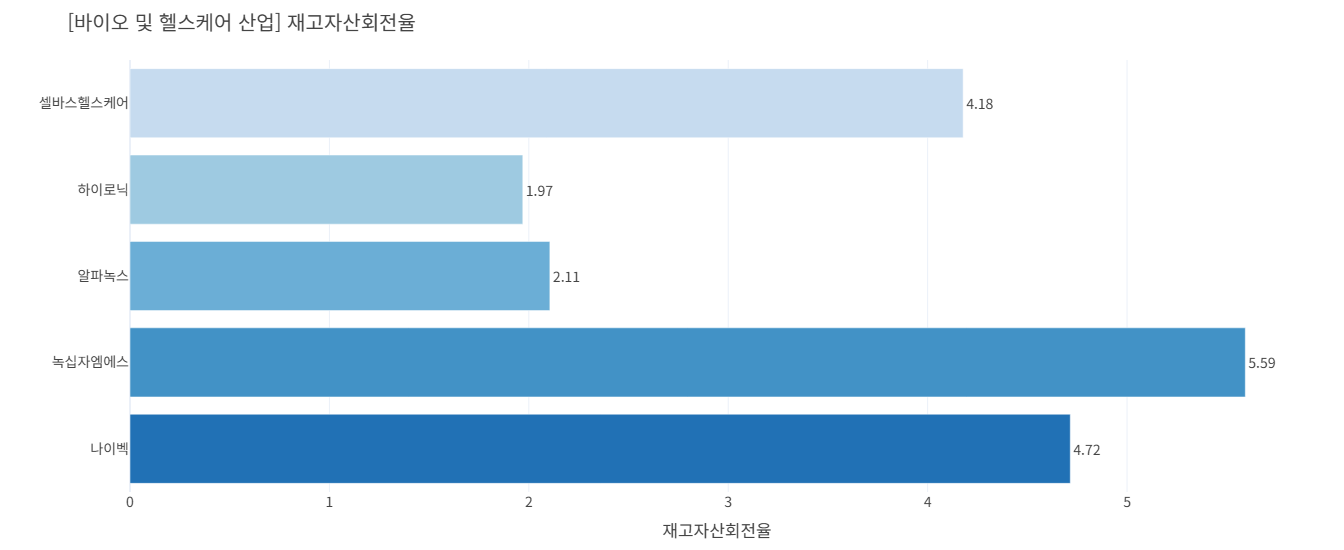 [바이오 및 헬스케어 산업] 재고자산회전율
셀바스헬스케어
4.18
하이로닉
1.97
알파녹스
2.11
녹십자엠에스
5.59
나이벡
4.72
0 1 2 3 4 5
재고자산회전율